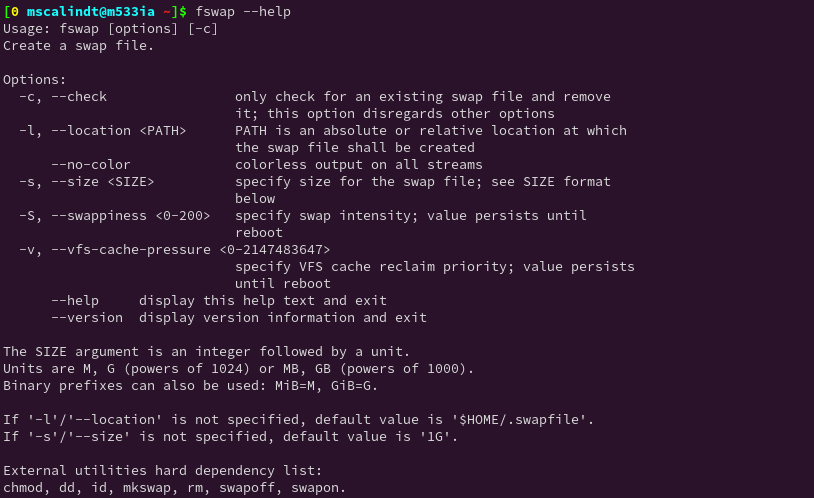 [0 mscalindt@m533ia ~]$ fswap --help
Usage: fswap [options] [-c]
Create a swap file.

Options:
  -c, --check                only check for an existing swap file and remove
                             it; this option disregards other options
  -l, --location <PATH>      PATH is an absolute or relative location at which
                             the swap file shall be created
      --no-color             colorless output on all streams
  -s, --size <SIZE>          specify size for the swap file; see SIZE format
                             below
  -S, --swappiness <0-200>   specify swap intensity; value persists until
                             reboot
  -v, --vfs-cache-pressure <0-2147483647>
                             specify VFS cache reclaim priority; value persists
                             until reboot
      --help     display this help text and exit
      --version  display version information and exit

The SIZE argument is an integer followed by a unit.
Units are M, G (powers of 1024) or MB, GB (powers of 1000).
Binary prefixes can also be used: MiB=M, GiB=G.

If '-l'/'--location' is not specified, default value is '$HOME/.swapfile'.
If '-s'/'--size' is not specified, default value is '1G'.

External utilities hard dependency list:
chmod, dd, id, mkswap, rm, swapoff, swapon.